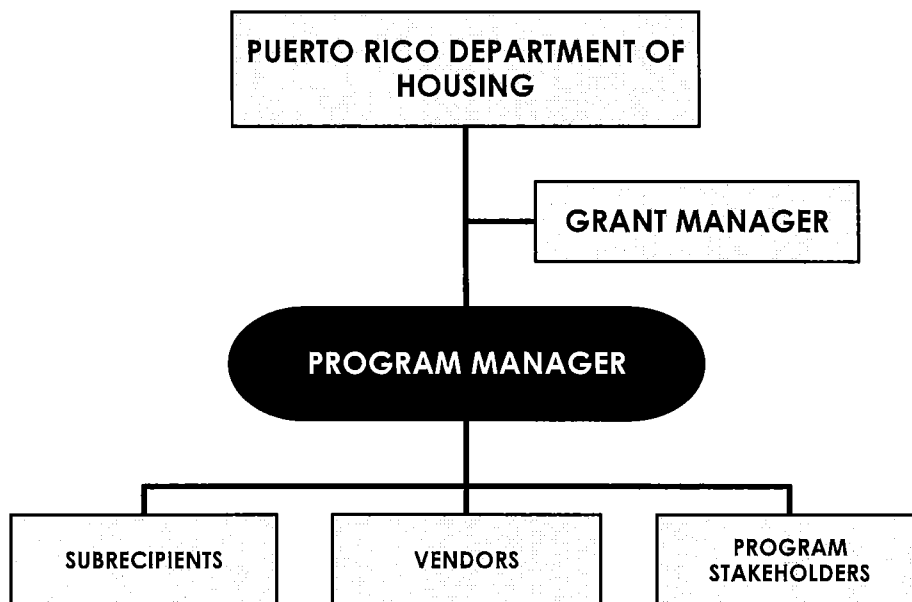 PUERTO RICO DEPARTMENT OF
HOUSING
GRANT MANAGER
PROGRAM MANAGER
SUBRECIPIENTS
VENDORS
PROGRAM
STAKEHOLDERS